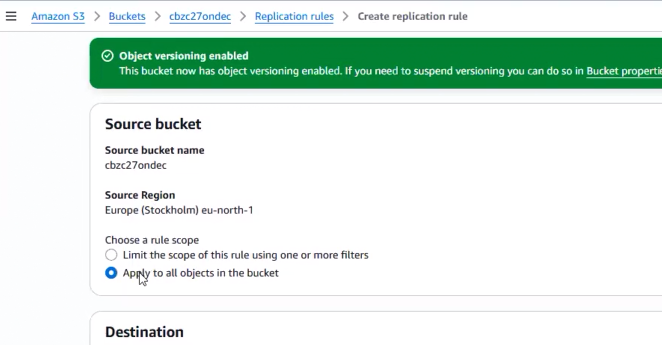 Amazon S3 > Buckets > cbzc27ondec > Replication rules > Create replication rule
Object versioning enabled
This bucket now has object versioning enabled. If you need to suspend versioning you can do so in Bucket
Source bucket
Source bucket name
cbzc27ondec
Source Region
Europe (Stockholm) eu-north-1
Choose a rule scope
Limit the scope of this rule using one or more filters
Apply to all objects in the bucket
Destination